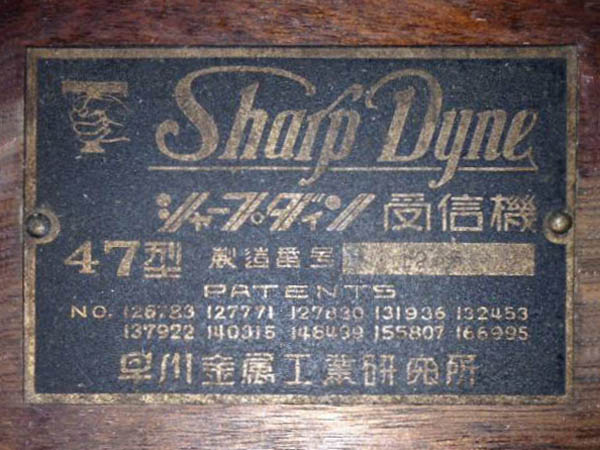 Sharp Dyne
シャープダイン 受信機
47型 製造番号
PATENTS
NO. 126783 127771 127830 131936 132453
137922 140315 148439 155807 166995
早川金属工業研究所